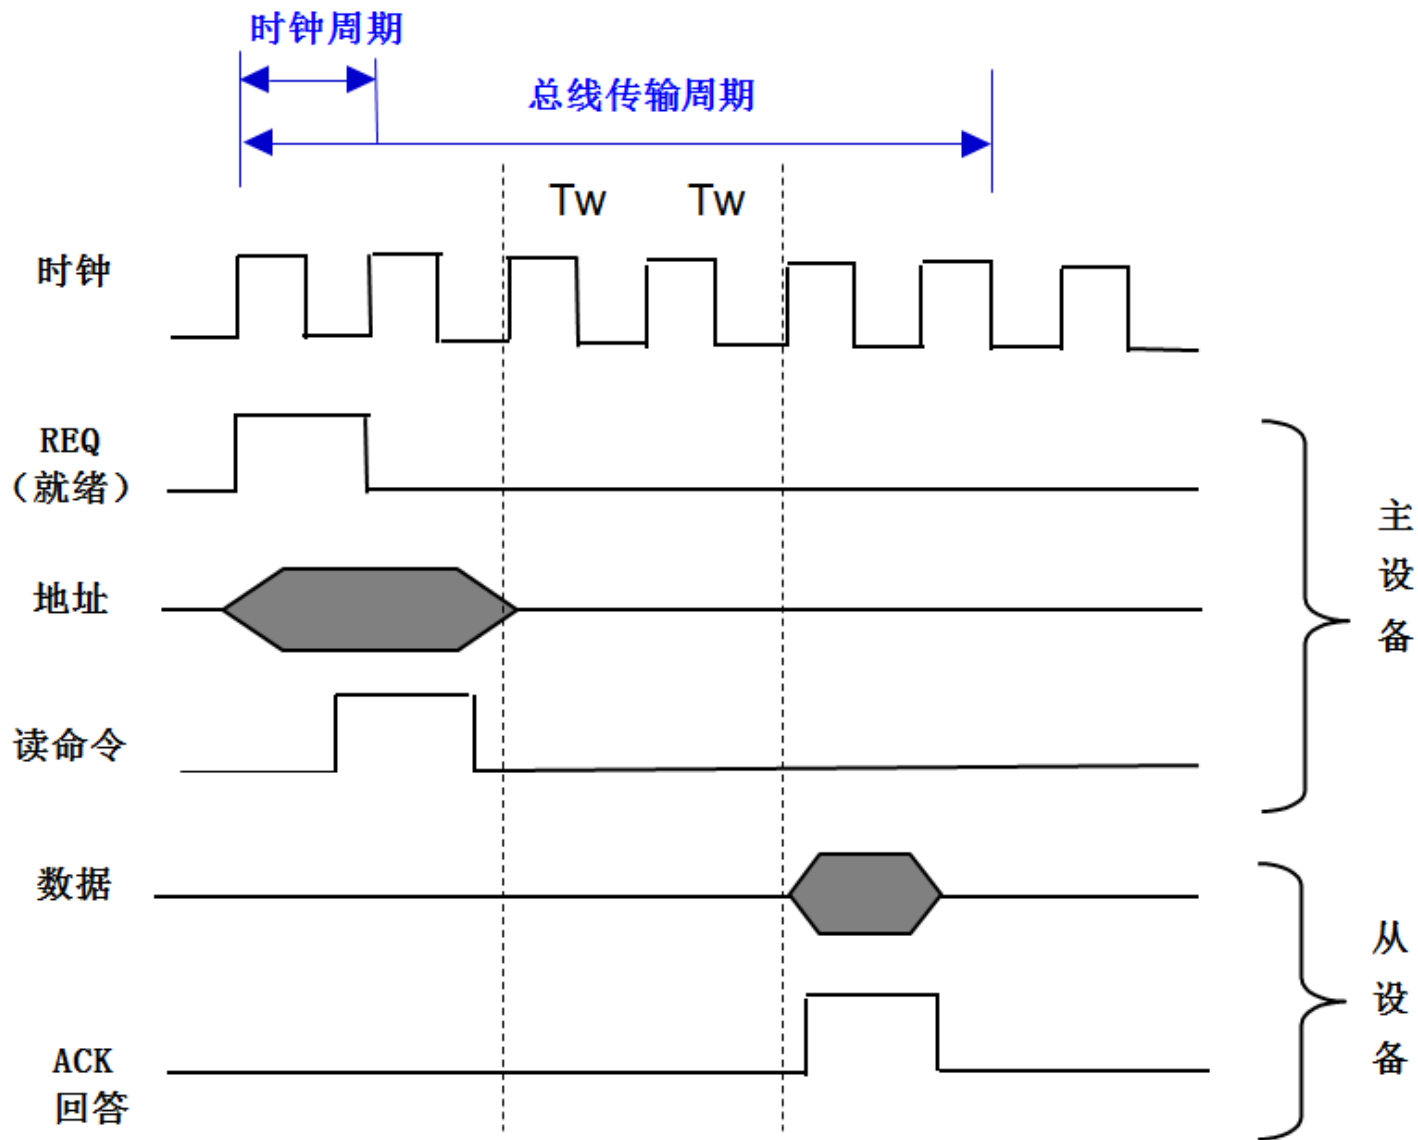 时钟周期
总线传输周期
Tw Tw
时钟
REQ
（就绪）
地址
读命令
主
设
备
数据
ACK
回答
从
设
备